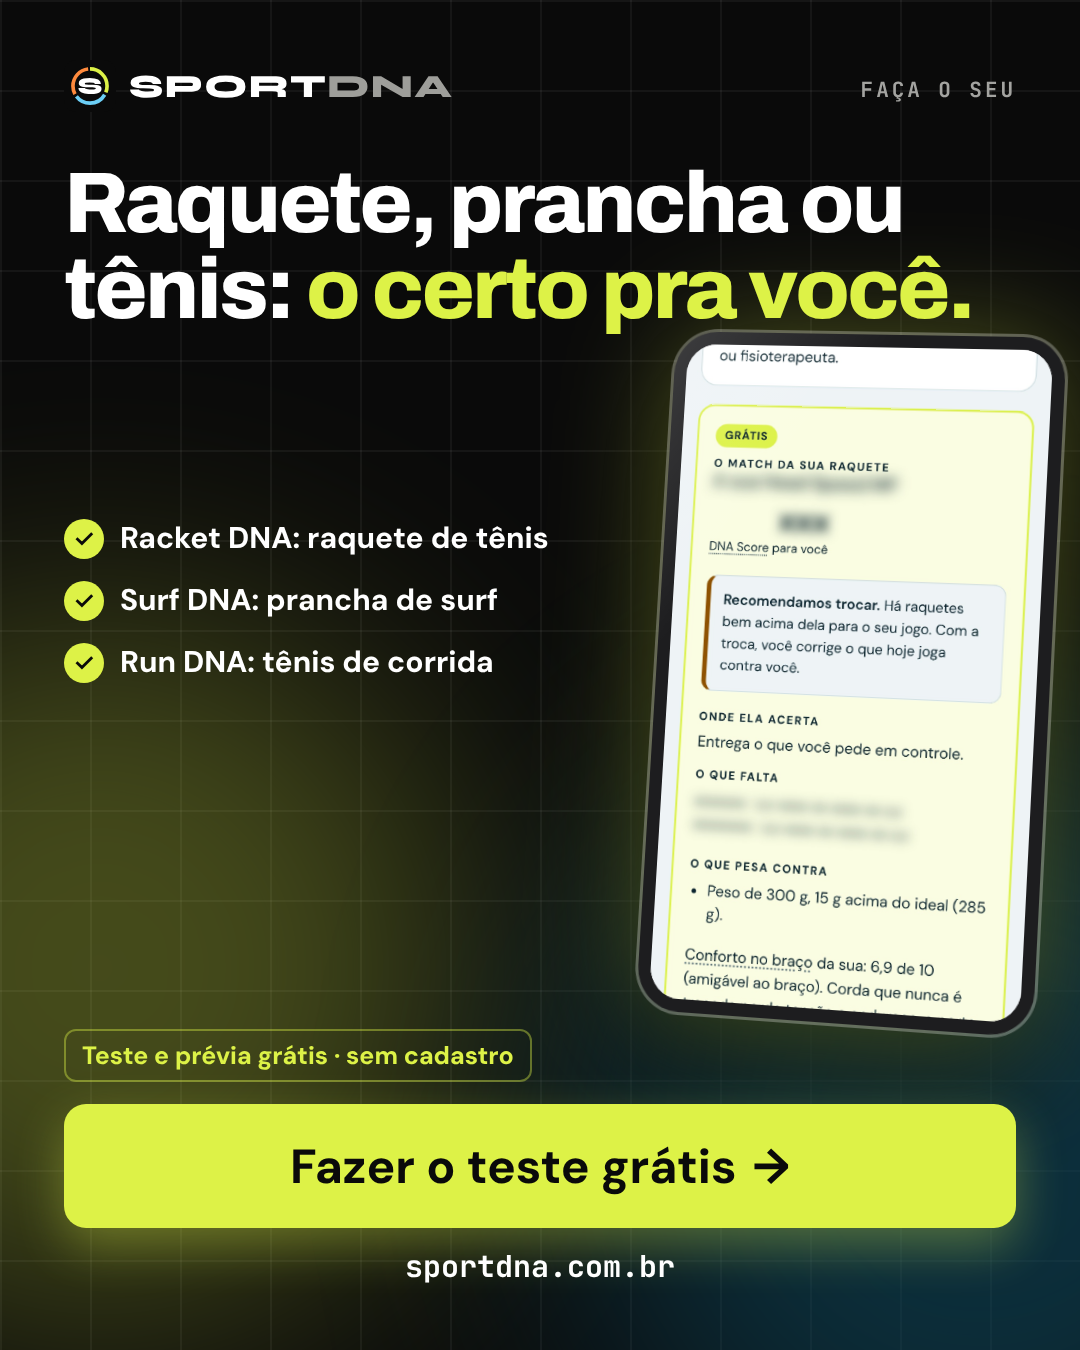 SPORTDNA
FAÇA O SEU
Raquete, prancha ou
tênis: o certo pra você.
ou fisioterapeuta.
GRÁTIS
O MATCH DA SUA RAQUETE
DNA Score para você
Recomendamos trocar. Há raquetes
bem acima dela para o seu jogo. Com a
troca, você corrige o que hoje joga
contra você.
ONDE ELA ACERTA
Entrega o que você pede em controle.
O QUE FALTA
O QUE PESA CONTRA
• Peso de 300 g, 15 g acima do ideal (285
g).
Conforto no braço da sua: 6,9 de 10
(amigável ao braço). Corda que nunca é
Racket DNA: raquete de tênis
Surf DNA: prancha de surf
Run DNA: tênis de corrida
Teste e prévia grátis · sem cadastro
Fazer o teste grátis →
sportdna.com.br